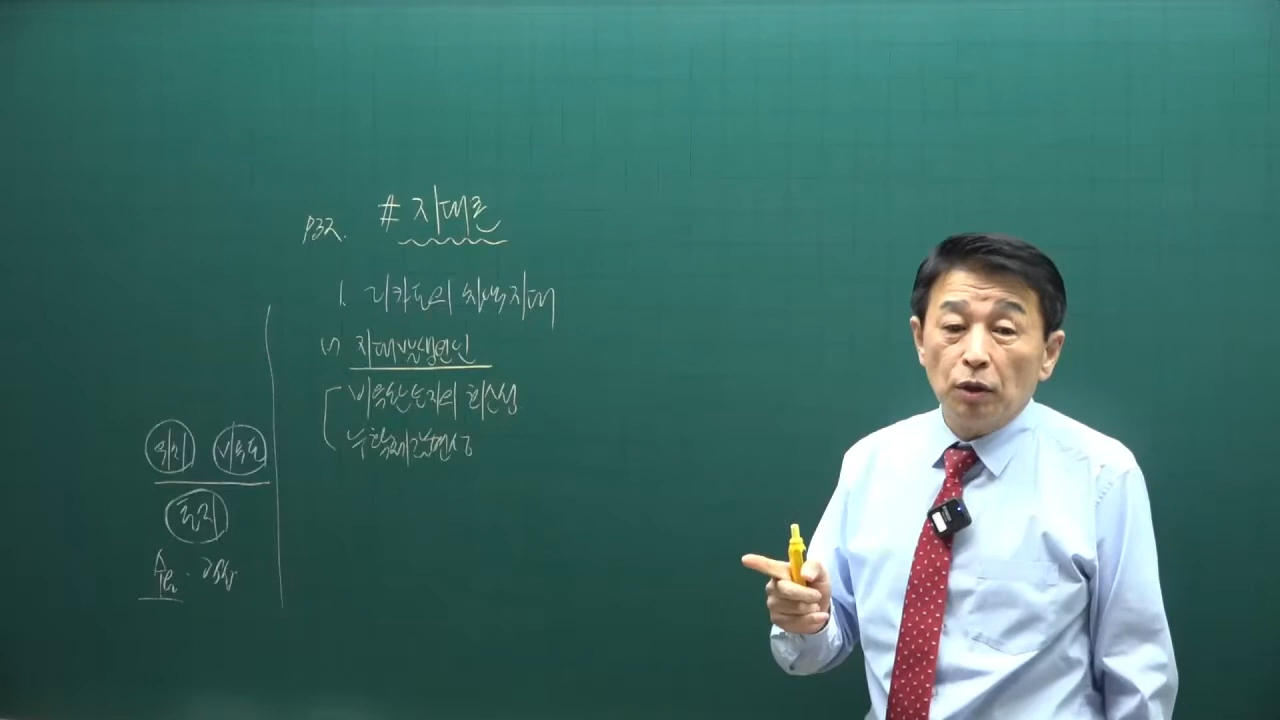 P32. # 지대론
1. 리카도의 차액지대
1) 지대발생원인
비옥한 토지의 희소성
수확체감현상
위치 비옥도
토지